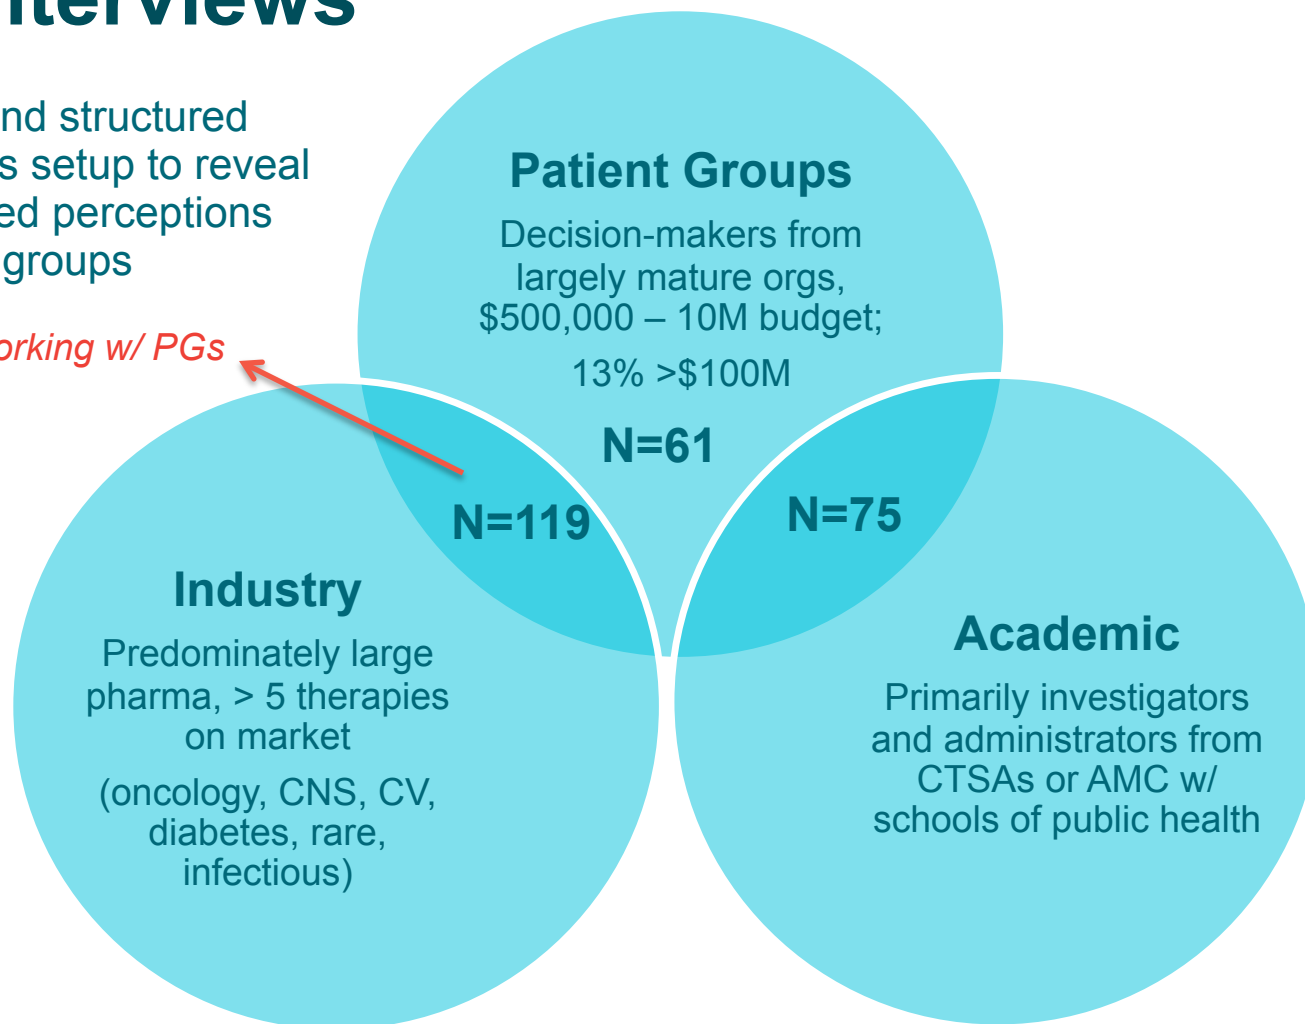 nterviews
nd structured
s setup to reveal
ed perceptions
groups
orking w/ PGs
Patient Groups
Decision-makers from
largely mature orgs,
$500,000 – 10M budget;
13% >$100M
N=61
N=119
N=75
Industry
Predominately large
pharma, > 5 therapies
on market
(oncology, CNS, CV,
diabetes, rare,
infectious)
Academic
Primarily investigators
and administrators from
CTSAs or AMC w/
schools of public health